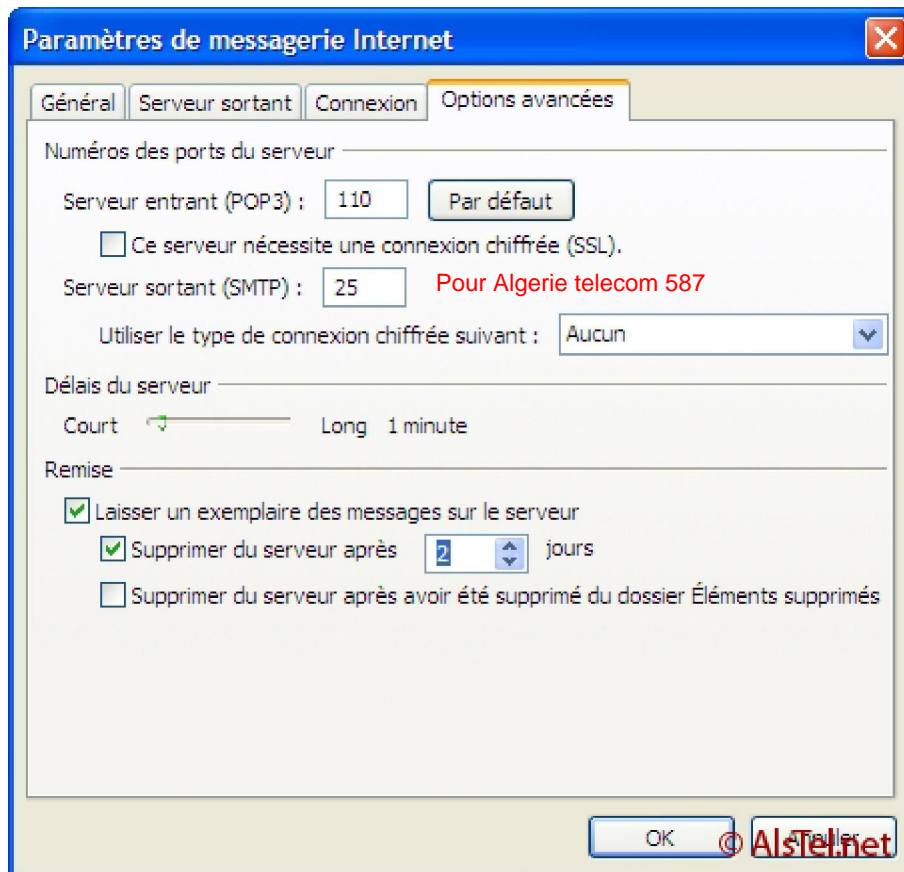 Paramètres de messagerie Internet
Général Serveur sortant Connexion Options avancées
Numéros des ports du serveur
Serveur entrant (POP3) : 110 Par défaut
Ce serveur nécessite une connexion chiffrée (SSL).
Serveur sortant (SMTP) : 25 Pour Algerie telecom 587
Utiliser le type de connexion chiffrée suivant : Aucun
Délais du serveur
Court Long 1 minute
Remise
Laisser un exemplaire des messages sur le serveur
Supprimer du serveur après 2 jours
Supprimer du serveur après avoir été supprimé du dossier Éléments supprimés
OK Annuler
© AlsTel.net